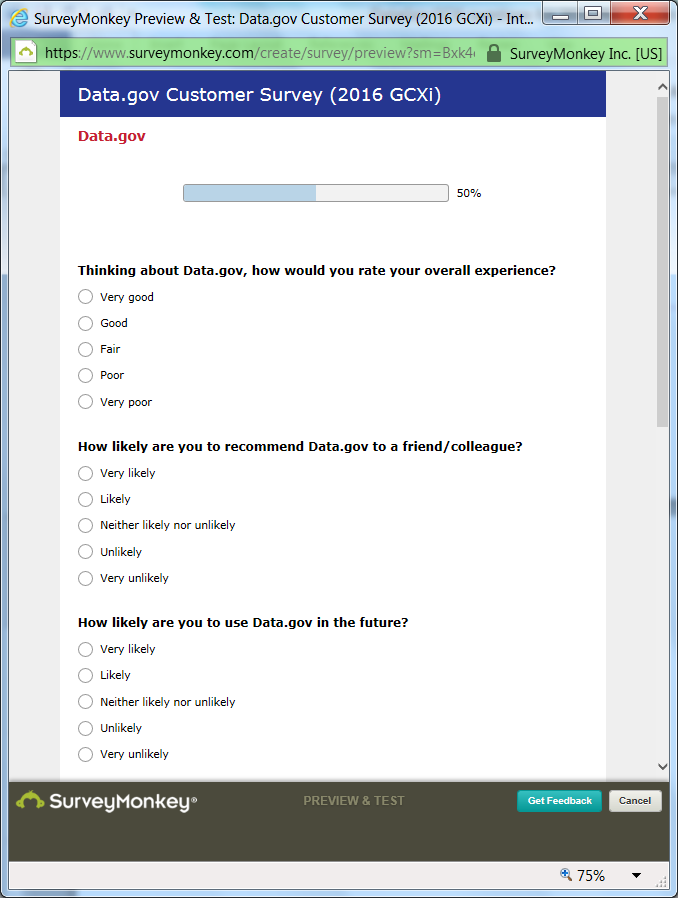 SurveyMonkey Preview & Test: Data.gov Customer Survey (2016 GCXi) - Int...
https://www.surveymonkey.com/create/survey/preview?sm=Bxk4 SurveyMonkey Inc. [US]
Data.gov Customer Survey (2016 GCXi)
Data.gov
50%
Thinking about Data.gov, how would you rate your overall experience?
Very good
Good
Fair
Poor
Very poor
How likely are you to recommend Data.gov to a friend/colleague?
Very likely
Likely
Neither likely nor unlikely
Unlikely
Very unlikely
How likely are you to use Data.gov in the future?
Very likely
Likely
Neither likely nor unlikely
Unlikely
Very unlikely
SurveyMonkey® PREVIEW & TEST Get Feedback Cancel
75%